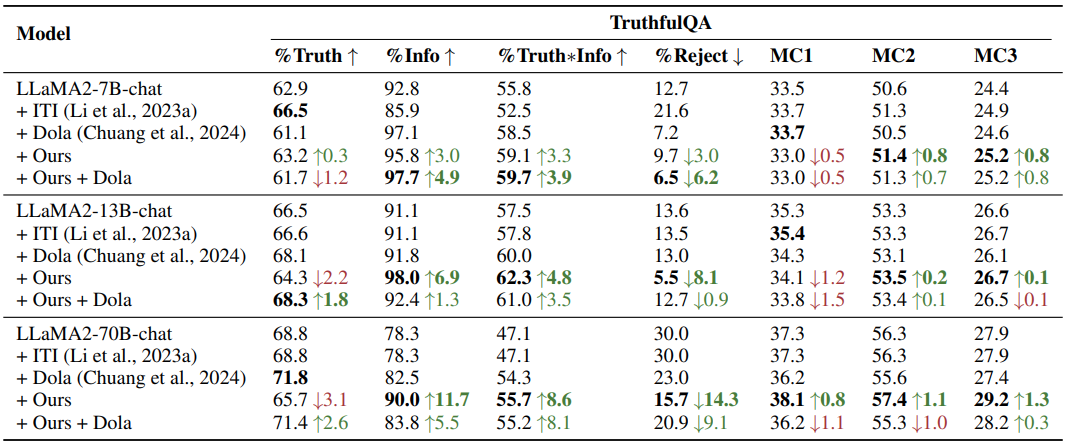 Model TruthfulQA
%Truth ↑ %Info ↑ %Truth∗Info ↑ %Reject ↓ MC1 MC2 MC3
LLaMA2-7B-chat 62.9 92.8 55.8 12.7 33.5 50.6 24.4
+ ITI (Li et al., 2023a) 66.5 85.9 52.5 21.6 33.7 51.3 24.9
+ Dola (Chuang et al., 2024) 61.1 97.1 58.5 7.2 33.7 50.5 24.6
+ Ours 63.2 ↑0.3 95.8 ↑3.0 59.1 ↑3.3 9.7 ↓3.0 33.0 ↓0.5 51.4 ↑0.8 25.2 ↑0.8
+ Ours + Dola 61.7 ↓1.2 97.7 ↑4.9 59.7 ↑3.9 6.5 ↓6.2 33.0 ↓0.5 51.3 ↑0.7 25.2 ↑0.8
LLaMA2-13B-chat 66.5 91.1 57.5 13.6 35.3 53.3 26.6
+ ITI (Li et al., 2023a) 66.6 91.1 57.8 13.5 35.4 53.3 26.7
+ Dola (Chuang et al., 2024) 68.1 91.8 60.0 13.0 34.3 53.1 26.1
+ Ours 64.3 ↓2.2 98.0 ↑6.9 62.3 ↑4.8 5.5 ↓8.1 34.1 ↓1.2 53.5 ↑0.2 26.7 ↑0.1
+ Ours + Dola 68.3 ↑1.8 92.4 ↑1.3 61.0 ↑3.5 12.7 ↓0.9 33.8 ↓1.5 53.4 ↑0.1 26.5 ↓0.1
LLaMA2-70B-chat 68.8 78.3 47.1 30.0 37.3 56.3 27.9
+ ITI (Li et al., 2023a) 68.8 78.3 47.1 30.0 37.3 56.3 27.9
+ Dola (Chuang et al., 2024) 71.8 82.5 54.3 23.0 36.2 55.6 27.4
+ Ours 65.7 ↓3.1 90.0 ↑11.7 55.7 ↑8.6 15.7 ↓14.3 38.1 ↑0.8 57.4 ↑1.1 29.2 ↑1.3
+ Ours + Dola 71.4 ↑2.6 83.8 ↑5.5 55.2 ↑8.1 20.9 ↓9.1 36.2 ↓1.1 55.3 ↓1.0 28.2 ↑0.3